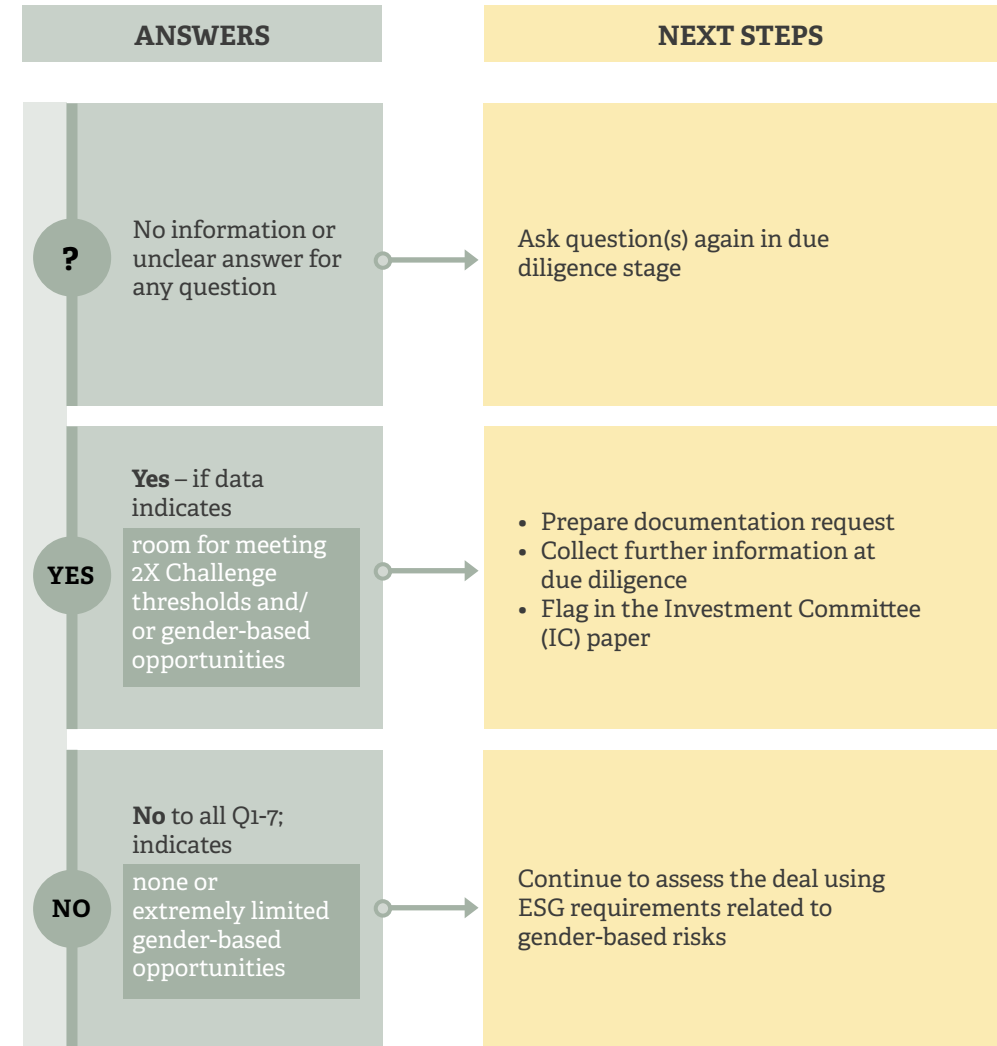 ANSWERS
NEXT STEPS
?
No information or
unclear answer for
any question
Ask question(s) again in due
diligence stage
YES
Yes – if data
indicates
room for meeting
2X Challenge
thresholds and/
or gender-based
opportunities
• Prepare documentation request
• Collect further information at
due diligence
• Flag in the Investment Committee
(IC) paper
NO
No to all Q1-7;
indicates
none or
extremely limited
gender-based
opportunities
Continue to assess the deal using
ESG requirements related to
gender-based risks